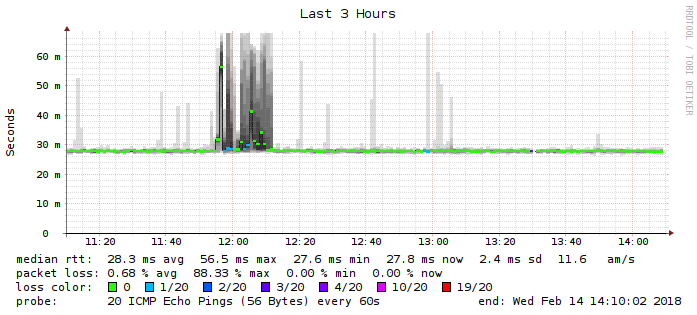 Last 3 Hours
RRDTOOL / TOBI OETIKER
Seconds
60 m
50 m
40 m
30 m
20 m
10 m
0
11:20 11:40 12:00 12:20 12:40 13:00 13:20 13:40 14:00
median rtt: 28.3 ms avg 56.5 ms max 27.6 ms min 27.8 ms now 2.4 ms sd 11.6 am/s
packet loss: 0.68 % avg 88.33 % max 0.00 % min 0.00 % now
loss color: 0 1/20 2/20 3/20 4/20 10/20 19/20
probe: 20 ICMP Echo Pings (56 Bytes) every 60s end: Wed Feb 14 14:10:02 2018